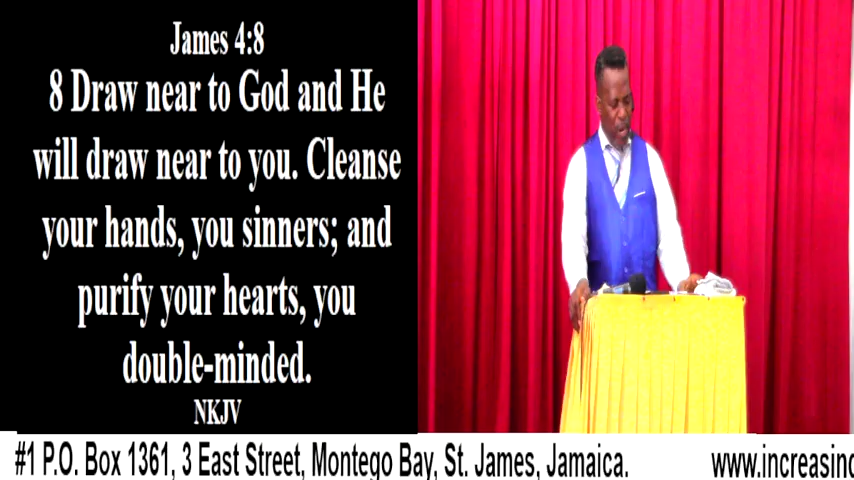 James 4:8
8 Draw near to God and He
will draw near to you. Cleanse
your hands, you sinners; and
purify your hearts, you
double-minded.
NKJV
#1 P.O. Box 1361, 3 East Street, Montego Bay, St. James, Jamaica. www.increasinc